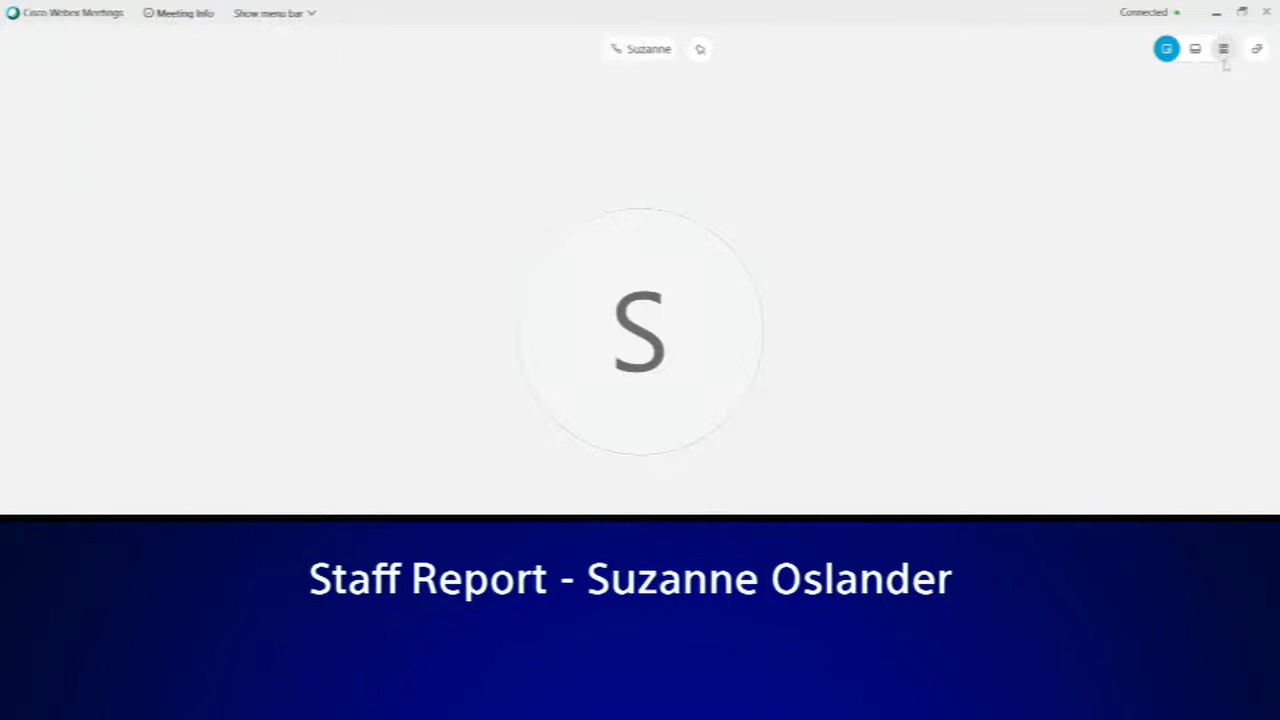 Cisco Webex Meetings
Meeting Info
Show menu bar
Connected
Suzanne
S
Staff Report - Suzanne Oslander